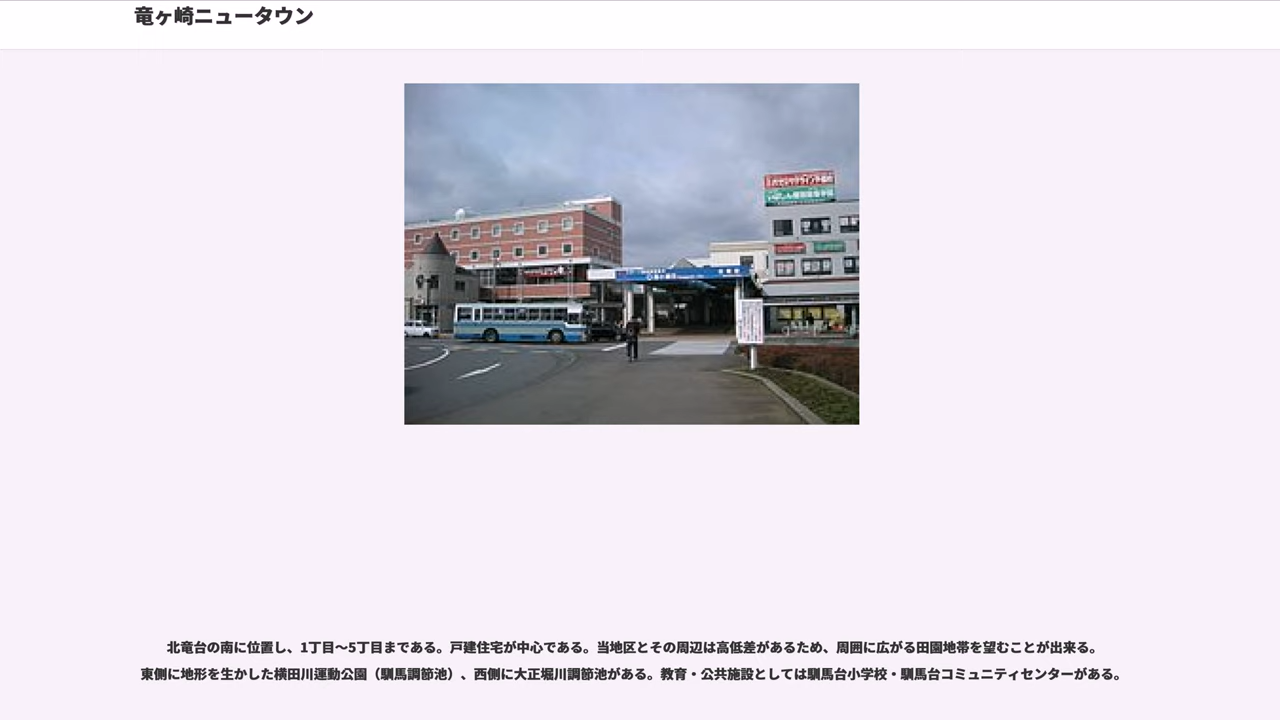 竜ヶ崎ニュータウン
北竜台の南に位置し、1丁目〜5丁目まである。戸建住宅が中心である。当地区とその周辺は高低差があるため、周囲に広がる田園地帯を望むことが出来る。
東側に地形を生かした横田川運動公園（馴馬調節池）、西側に大正堀川調節池がある。教育・公共施設としては馴馬台小学校・馴馬台コミュニティセンターがある。